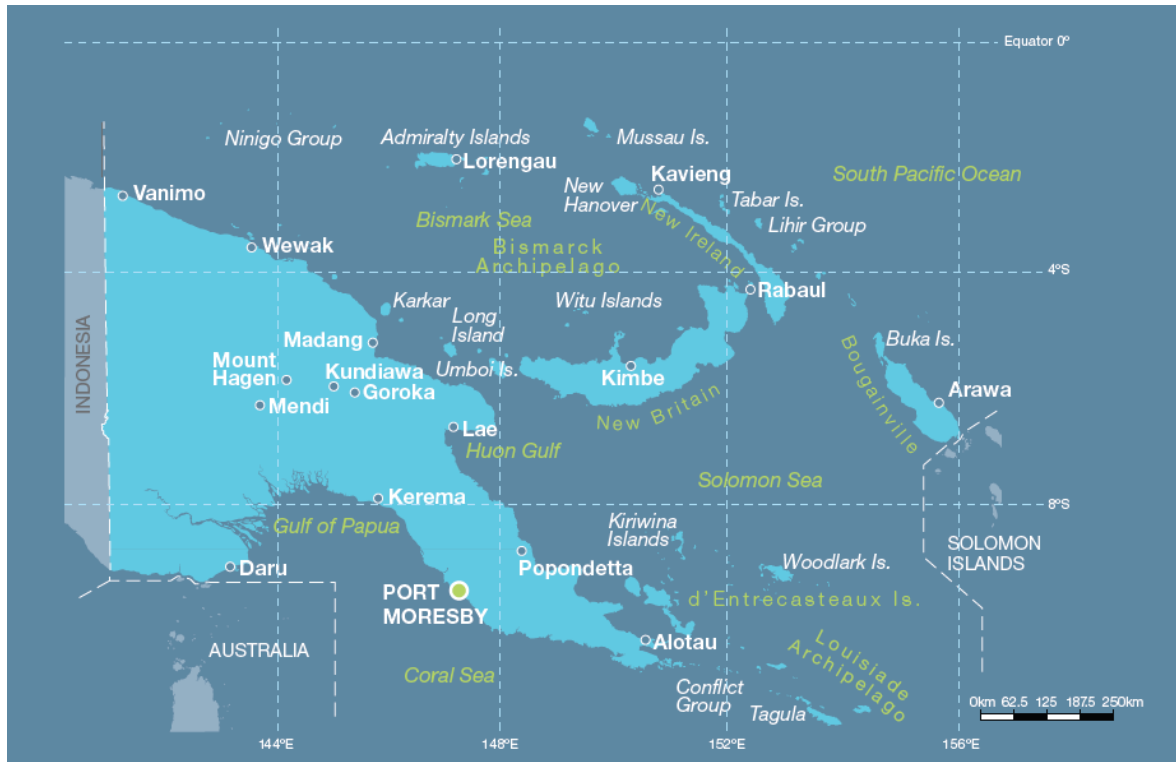 Equator 0º
Ninigo Group
Admiralty Islands
Mussau Is.
Lorengau
Kavieng
South Pacific Ocean
Vanimo
New
Hanover
Tabar Is.
Bismark Sea
New Ireland
Lihir Group
Wewak
Bismarck
Archipelago
4ºS
Rabaul
Karkar
Witu Islands
Long
Island
Madang
Buka Is.
INDONESIA
Mount
Hagen
Kundiawa
Umboi Is.
Kimbe
Bougainville
Goroka
Arawa
Mendi
New Britain
Lae
Huon Gulf
Solomon Sea
Kerema
8ºS
Gulf of Papua
Kiriwina
Islands
SOLOMON
ISLANDS
Daru
Popondetta
Woodlark Is.
PORT
MORESBY
d'Entrecasteaux Is.
AUSTRALIA
Alotau
Louisiade
Archipelago
Coral Sea
Conflict
Group
Tagula
0km 62.5 125 187.5 250km
144ºE
148ºE
152ºE
156ºE